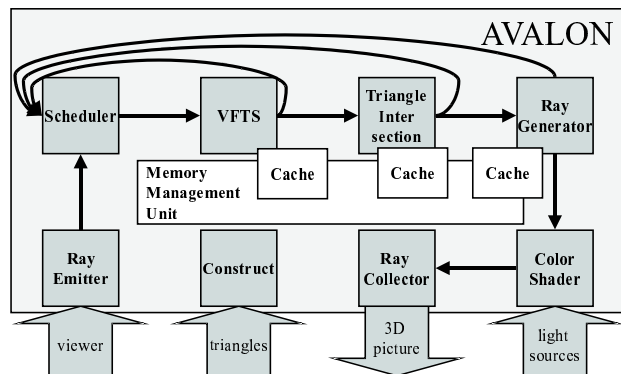 AVALON
Scheduler
VFTS
Triangle
Inter
section
Ray
Generator
Memory
Management
Unit
Cache
Cache
Cache
Ray
Emitter
Construct
Ray
Collector
Color
Shader
viewer
triangles
3D
picture
light
sources